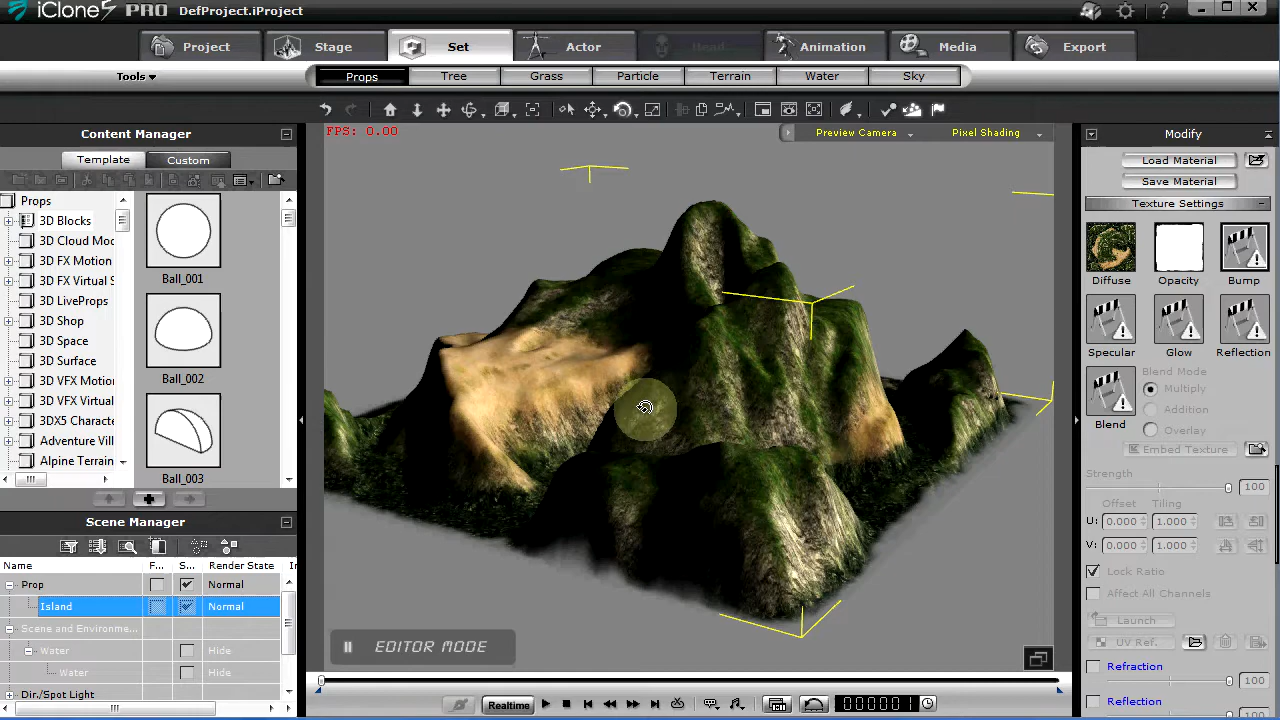 iClone5 PRO DefProject.iProject
Project Stage Set Actor Head Animation Media Export
Tools Props Tree Grass Particle Terrain Water Sky
Content Manager
Template Custom
Props
3D Blocks
3D Cloud Moc
3D FX Motion
3D FX Virtual S
3D LiveProps
3D Shop
3D Space
3D Surface
3D VFX Motion
3D VFX Virtual
3DX5 Characte
Adventure Vill
Alpine Terrain
Ball_001
Ball_002
Ball_003
Scene Manager
Name F... S... Render State Ir
Prop Normal
Island Normal
Scene and Environme...
Water Hide
Water Hide
Dir./Spot Light
FPS: 0.00
Preview Camera Pixel Shading
EDITOR MODE
Realtime 000001
Modify
Load Material
Save Material
Texture Settings
Diffuse Opacity Bump
Specular Glow Reflection
Blend
Blend Mode
Multiply
Addition
Overlay
Embed Texture
Strength
100
Offset Tiling
U: 0.000 1.000
V: 0.000 1.000
Lock Ratio
Affect All Channels
Launch
UV Ref.
Refraction
100
Reflection
100